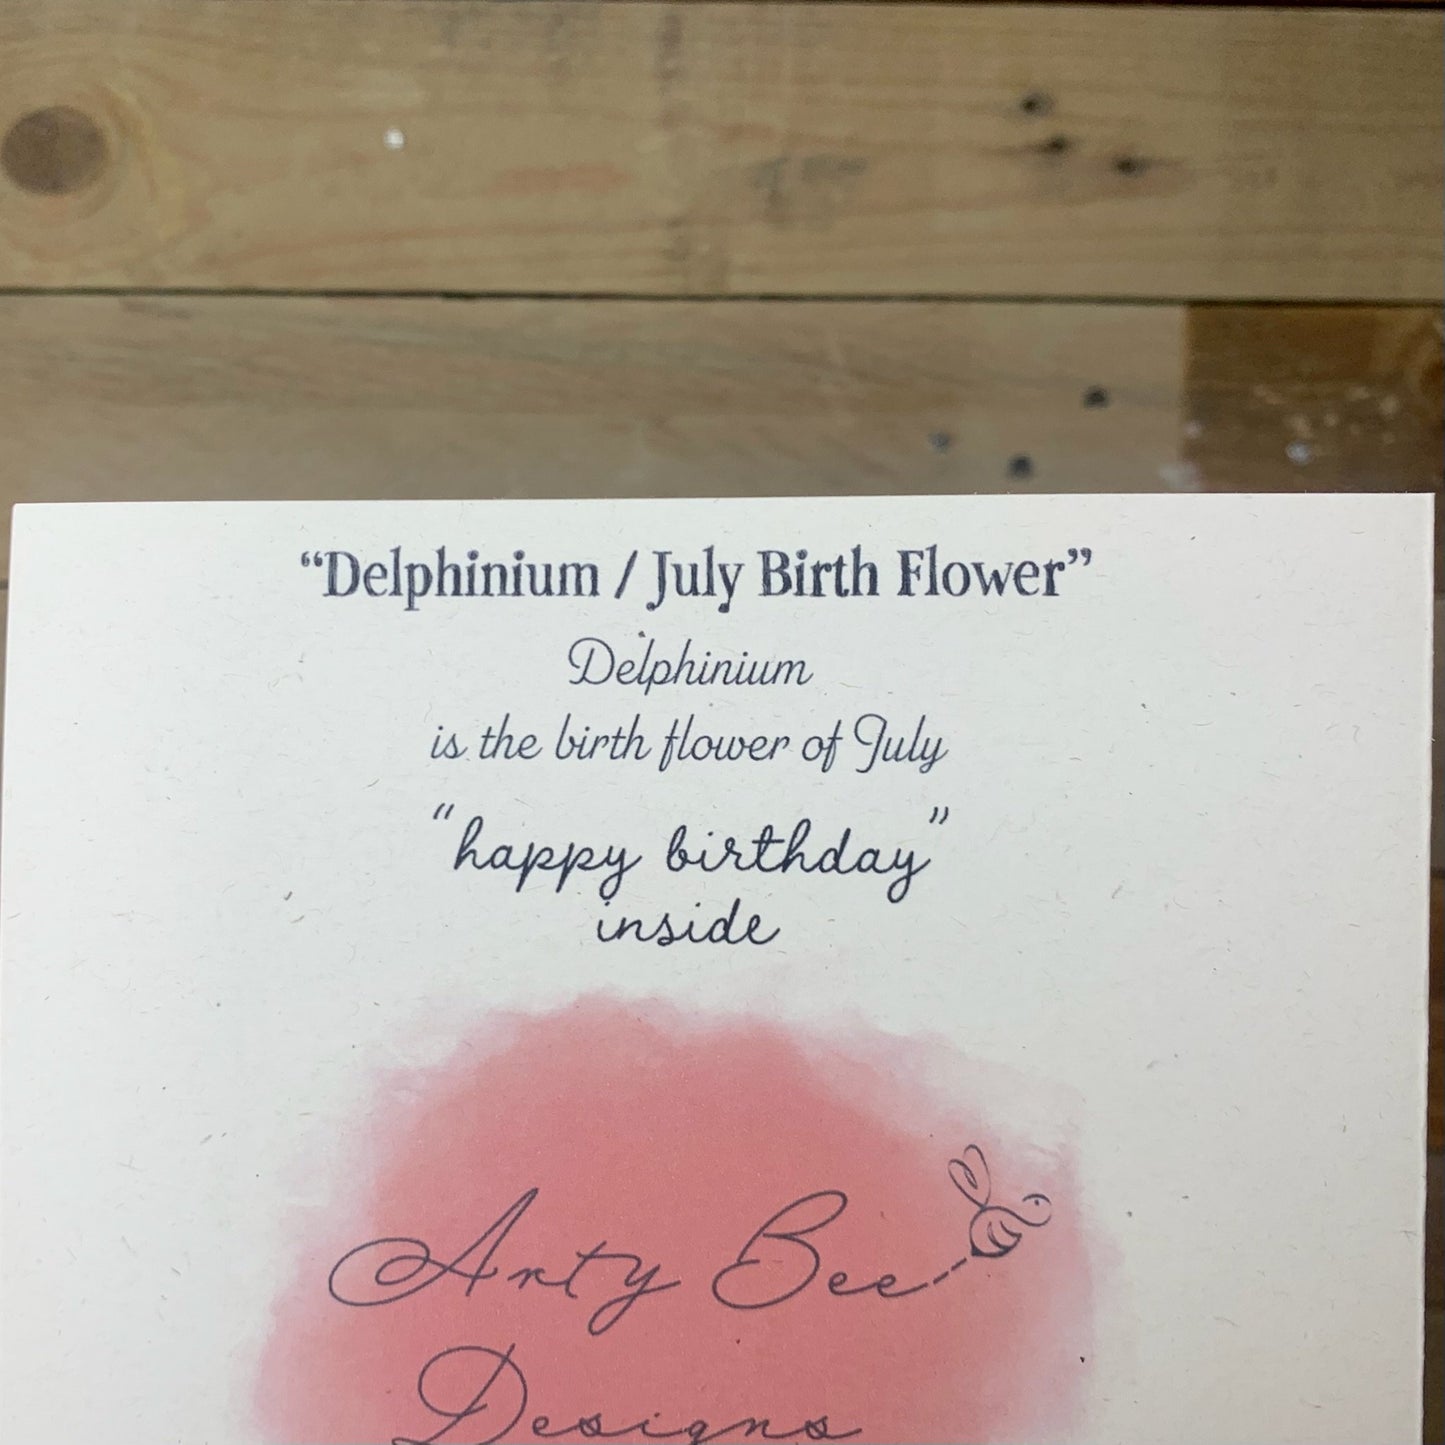 “Delphinium / July Birth Flower”
Delphinium
is the birth flower of July
“happy birthday”
inside
Arty Bee
Designs